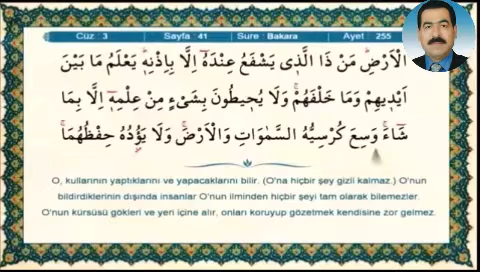 Cüz : 3 Sayfa : 41 Sure : Bakara Ayet : 255
الْاَرْضِۜ مَنْ ذَا الَّذ۪ي يَشْفَعُ عِنْدَهُٓ اِلَّا بِاِذْنِه۪ۜ يَعْلَمُ مَا بَيْنَ
اَيْد۪يهِمْ وَمَا خَلْفَهُمْۚ وَلَا يُح۪يطُونَ بِشَيْءٍ مِنْ عِلْمِه۪ٓ اِلَّا بِمَا
شَٓاءَۚ وَسِعَ كُرْسِيُّهُ السَّمٰوَاتِ وَالْاَرْضَۚ وَلَا يَؤُ۫دُهُ حِفْظُهُمَاۚ
O, kullarının yaptıklarını ve yapacaklarını bilir. (O'na hiçbir şey gizli kalmaz.) O'nun
bildirdiklerinin dışında insanlar O'nun ilminden hiçbir şeyi tam olarak bilemezler.
O'nun kürsüsü gökleri ve yeri içine alır, onları koruyup gözetmek kendisine zor gelmez.